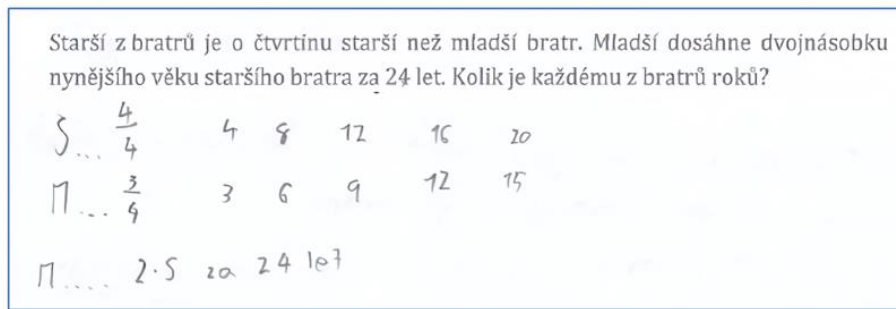 Starší z bratrů je o čtvrtinu starší než mladší bratr. Mladší dosáhne dvojnásobku
nynějšího věku staršího bratra za 24 let. Kolik je každému z bratrů roků?
S... 4/4 4 8 12 16 20
M... 3/4 3 6 9 12 15
M.... 2·S za 24 let